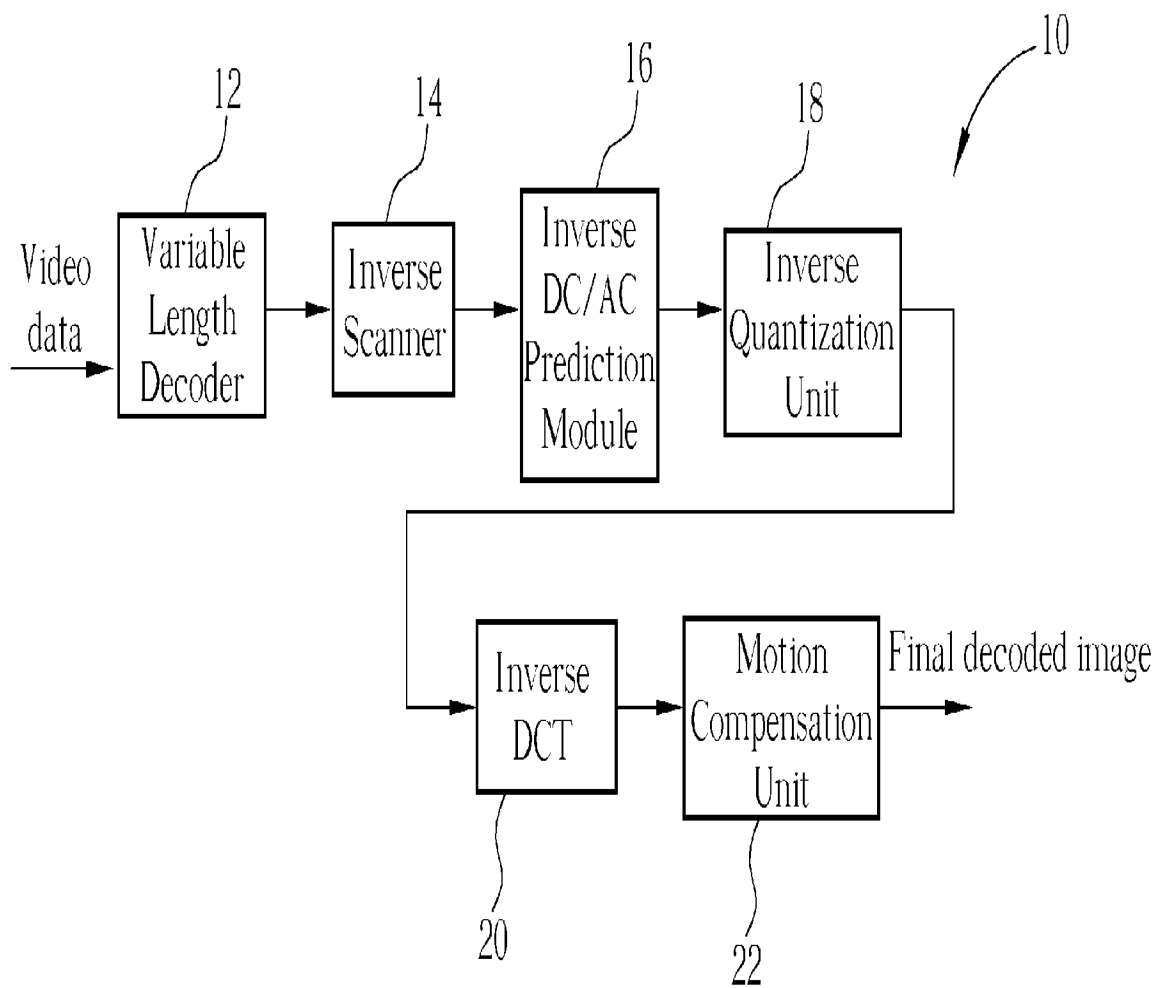 10
12
14
16
18
Video
data
Variable
Length
Decoder
Inverse
Scanner
Inverse
DC/AC
Prediction
Module
Inverse
Quantization
Unit
Inverse
DCT
Motion
Compensation
Unit
Final decoded image
20
22